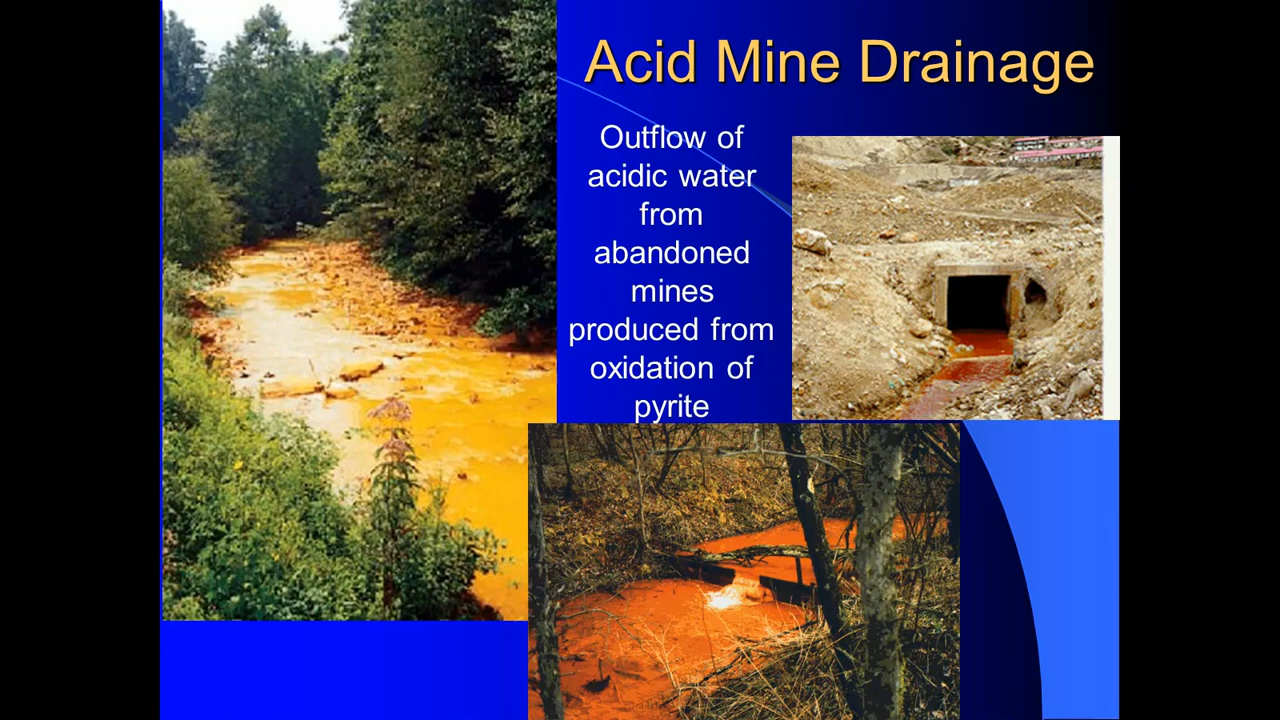 Acid Mine Drainage
Outflow of
acidic water
from
abandoned
mines
produced from
oxidation of
pyrite